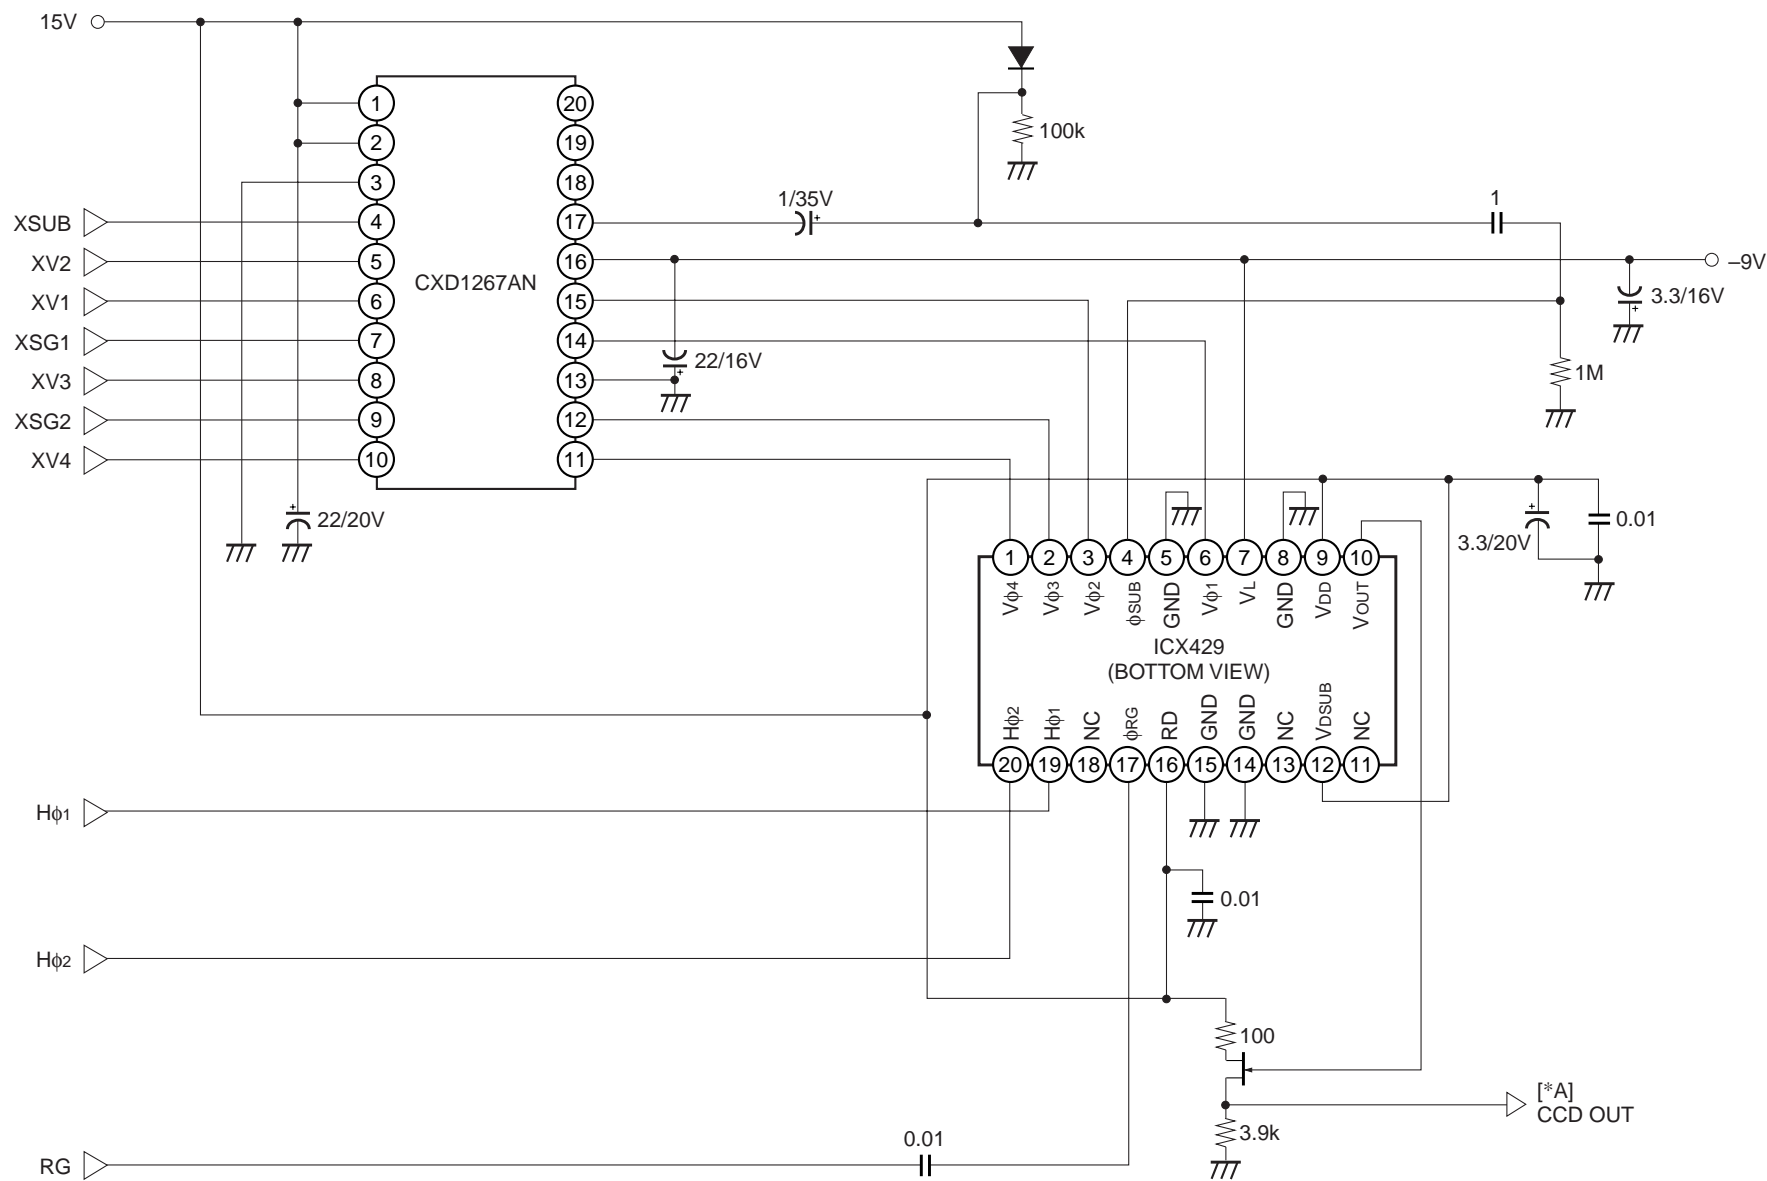 15V
1
20
2
19
100k
3
18
1/35V
1
XSUB
4
17
XV2
5
CXD1267AN
16
–9V
XV1
6
15
3.3/16V
XSG1
7
14
22/16V
XV3
8
13
1M
XSG2
9
12
XV4
10
11
22/20V
3.3/20V
0.01
1 2 3 4 5 6 7 8 9 10
Vϕ4
Vϕ3
Vϕ2
ϕSUB
GND
Vϕ1
VL
GND
VDD
VOUT
ICX429
(BOTTOM VIEW)
Hϕ2
Hϕ1
NC
ϕRG
RD
GND
GND
NC
VDSUB
NC
20 19 18 17 16 15 14 13 12 11
Hϕ1
0.01
Hϕ2
100
[*A]
CCD OUT
3.9k
0.01
RG
+
+
+
+
+